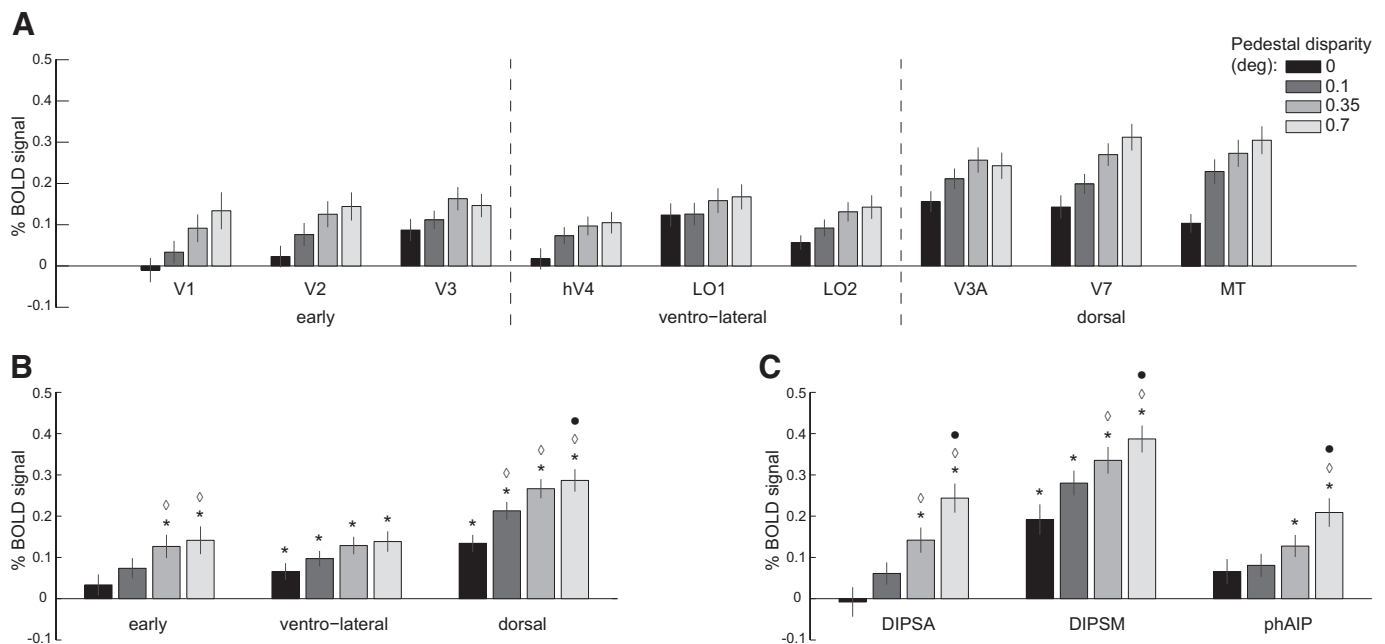 A
Pedestal disparity
(deg):
0
0.1
0.35
0.7
% BOLD signal
0.5
0.4
0.3
0.2
0.1
0
-0.1
V1 V2 V3 hV4 LO1 LO2 V3A V7 MT
early ventro-lateral dorsal
B
% BOLD signal
0.5
0.4
0.3
0.2
0.1
0
-0.1
early ventro-lateral dorsal
C
% BOLD signal
0.5
0.4
0.3
0.2
0.1
0
-0.1
DIPSA DIPSM phAIP